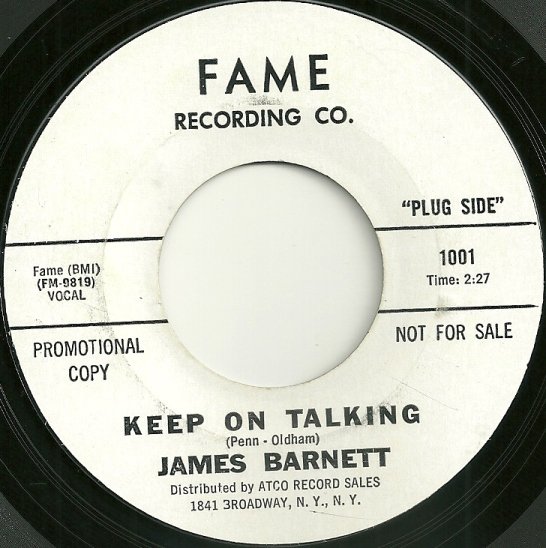 FAME
RECORDING CO.
"PLUG SIDE"
Fame (BMI)
(FM-9819)
VOCAL
1001
Time: 2:27
PROMOTIONAL
COPY
NOT FOR SALE
KEEP ON TALKING
(Penn - Oldham)
JAMES BARNETT
Distributed by ATCO RECORD SALES
1841 3ROADWAY, N. Y., N. Y.